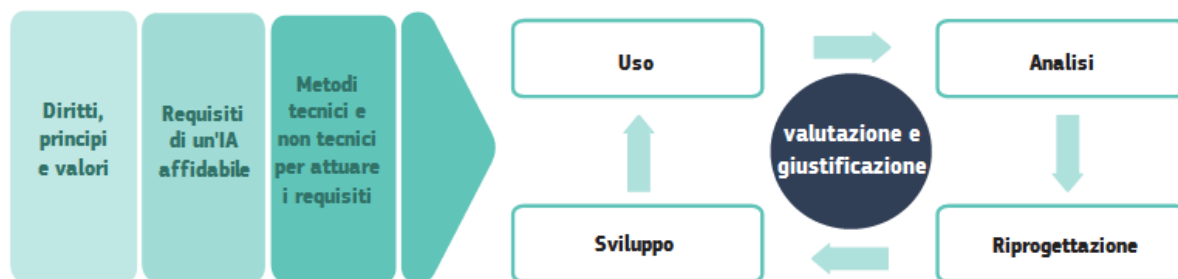 Diritti,
principi
e valori
Requisiti
di un'IA
affidabile
Metodi
tecnici e
non tecnici
per attuare
i requisiti
Uso
Analisi
valutazione e
giustificazione
Sviluppo
Riprogettazione